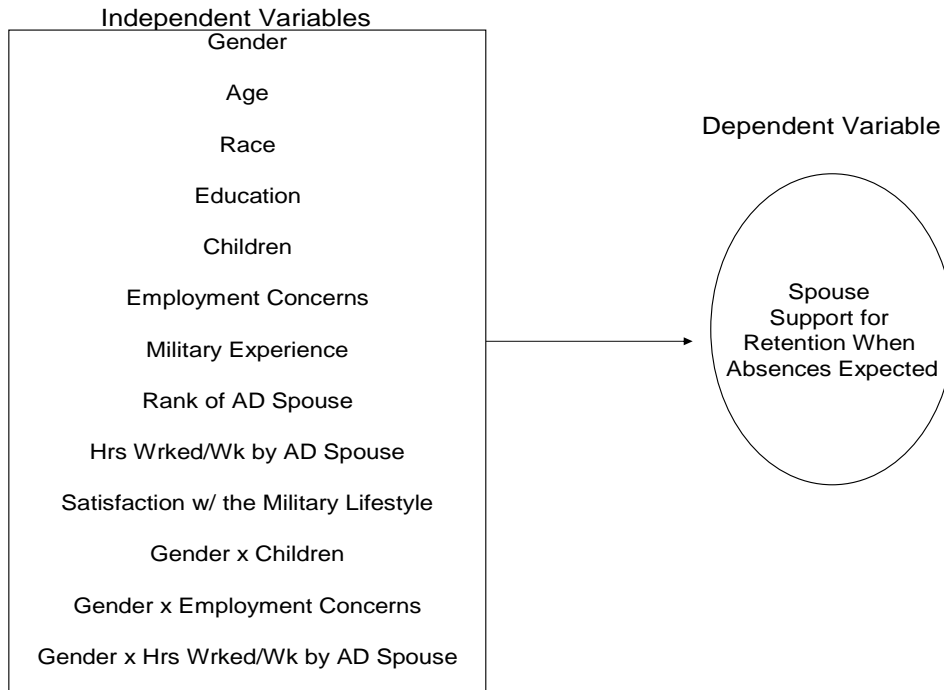 Independent Variables
Gender
Age
Race
Education
Children
Employment Concerns
Military Experience
Rank of AD Spouse
Hrs Wrked/Wk by AD Spouse
Satisfaction w/ the Military Lifestyle
Gender x Children
Gender x Employment Concerns
Gender x Hrs Wrked/Wk by AD Spouse
Dependent Variable
Spouse
Support for
Retention When
Absences Expected